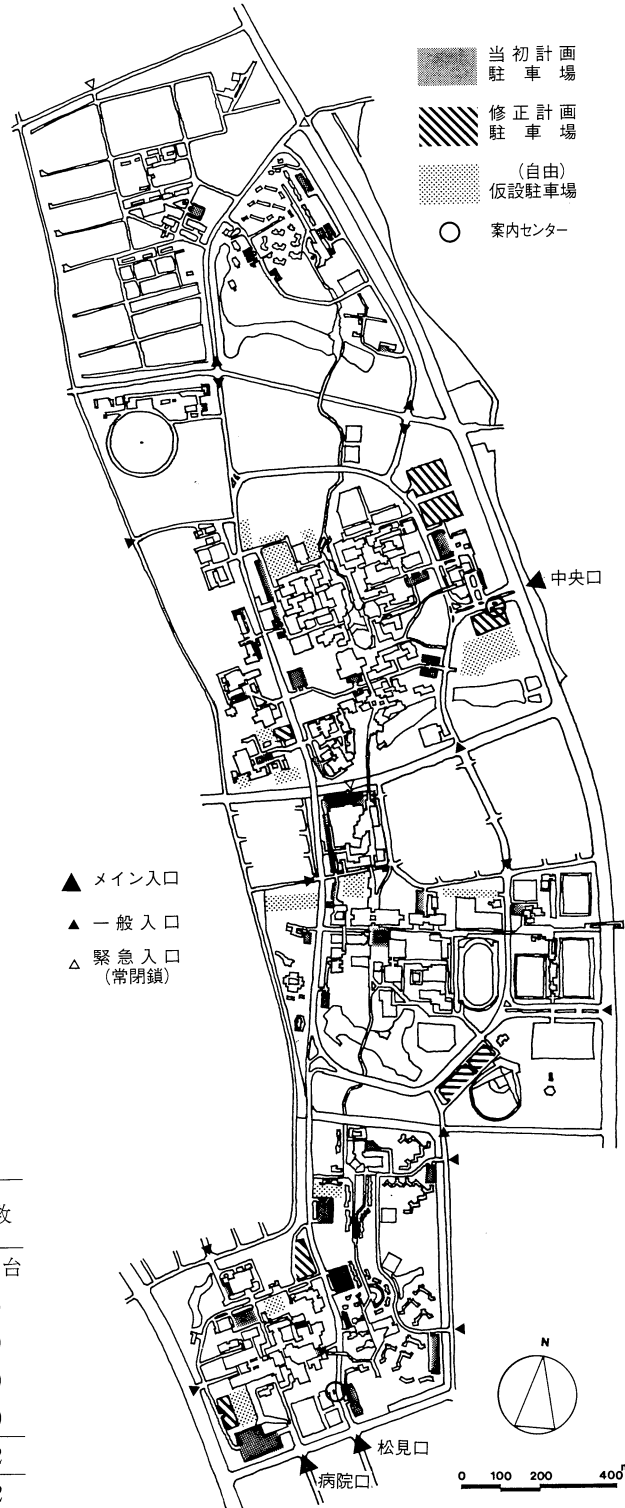 当初計画
駐車場
修正計画
駐車場
(自由)
仮設駐車場
案内センター
中央口
メイン入口
一般入口
緊急入口
(常閉鎖)
台
N
松見口
病院口
0 100 200 400m